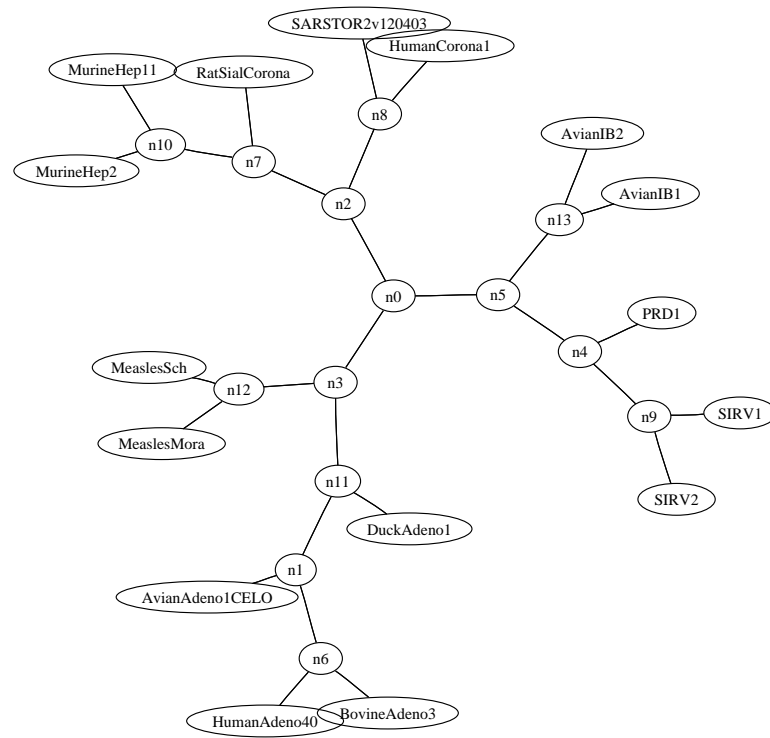 SARSTOR2v120403
HumanCorona1
MurineHep11
RatSialCorona
n8
AvianIB2
n10
n7
MurineHep2
AvianIB1
n2
n13
n0
n5
PRD1
n4
MeaslesSch
n3
n12
SIRV1
n9
MeaslesMora
n11
SIRV2
DuckAdeno1
n1
AvianAdeno1CELO
n6
HumanAdeno40
BovineAdeno3